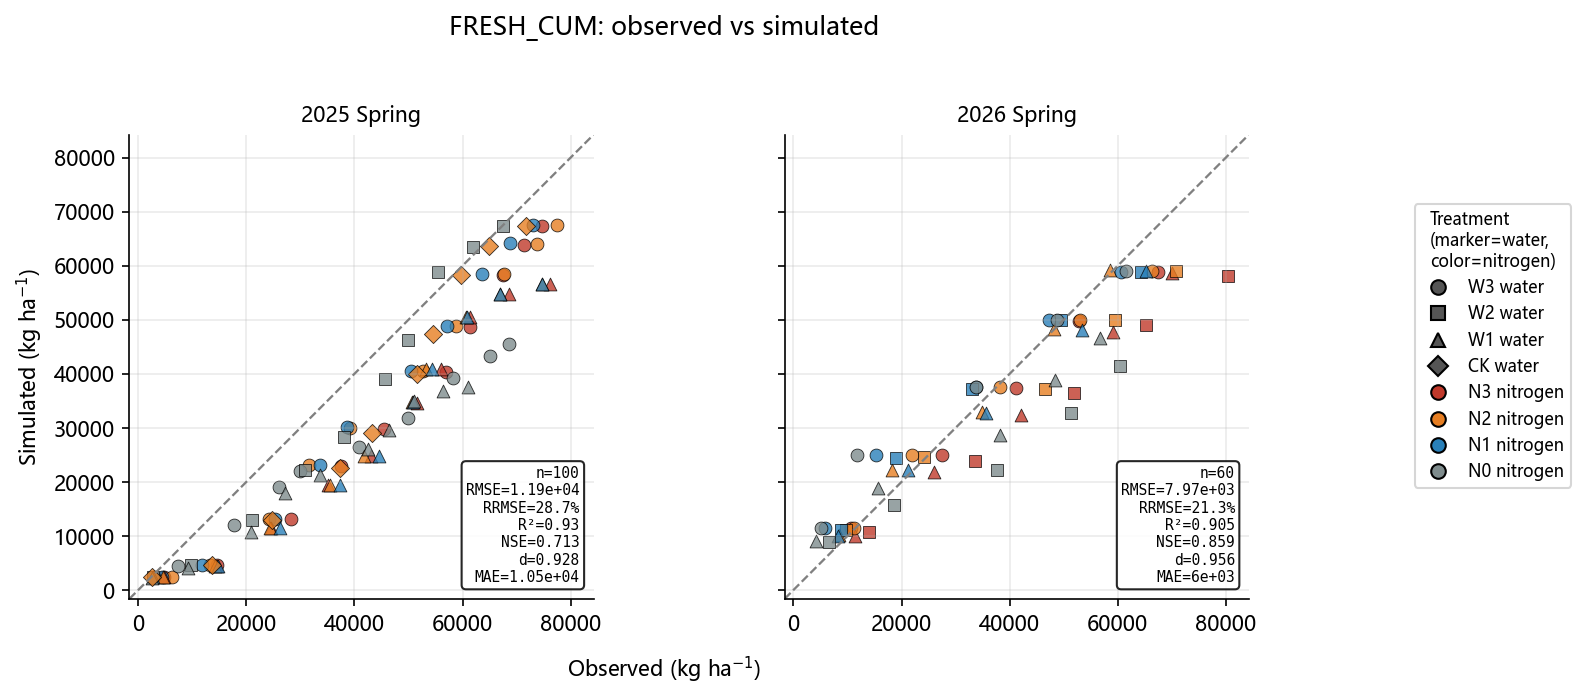 FRESH_CUM: observed vs simulated
2025 Spring
80000
70000
60000
50000
40000
30000
20000
10000
0
Simulated (kg ha⁻¹)
0
20000
40000
60000
80000
n=100
RMSE=1.19e+04
RRMSE=28.7%
R²=0.93
NSE=0.713
d=0.928
MAE=1.05e+04
2026 Spring
0
20000
40000
60000
80000
n=60
RMSE=7.97e+03
RRMSE=21.3%
R²=0.905
NSE=0.859
d=0.956
MAE=6e+03
Observed (kg ha⁻¹)
Treatment
(marker=water,
color=nitrogen)
W3 water
W2 water
W1 water
CK water
N3 nitrogen
N2 nitrogen
N1 nitrogen
N0 nitrogen